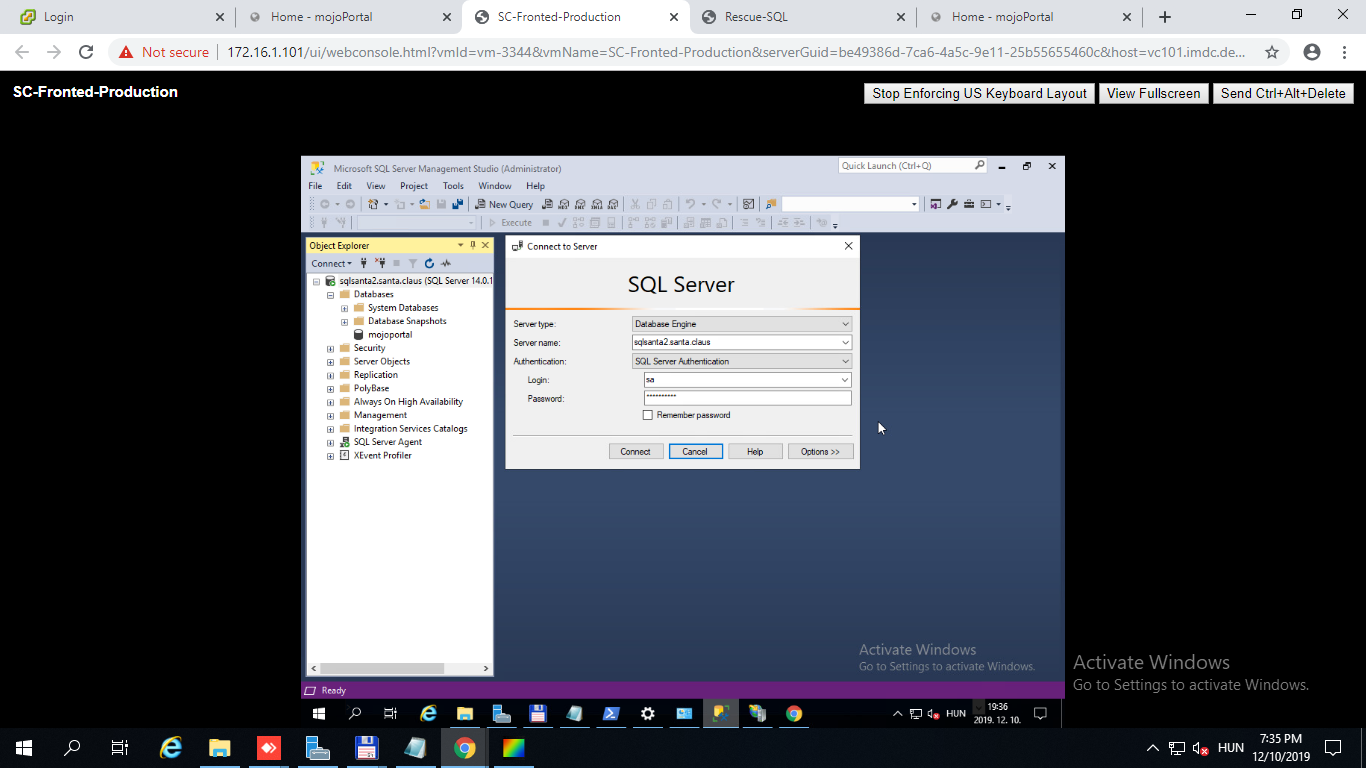 Login
Home - mojoPortal
SC-Fronted-Production
Rescue-SQL
Home - mojoPortal
Not secure
172.16.1.101/ui/webconsole.html?vmId=vm-3344&vmName=SC-Fronted-Production&serverGuid=be49386d-7ca6-4a5c-9e11-25b55655460c&host=vc101.imdc.de...
SC-Fronted-Production
Stop Enforcing US Keyboard Layout
View Fullscreen
Send Ctrl+Alt+Delete
Microsoft SQL Server Management Studio (Administrator)
Quick Launch (Ctrl+Q)
File Edit View Project Tools Window Help
New Query
Execute
Object Explorer
Connect
sqlsanta2.santa.claus (SQL Server 14.0.1
Databases
System Databases
Database Snapshots
mojoportal
Security
Server Objects
Replication
PolyBase
Always On High Availability
Management
Integration Services Catalogs
SQL Server Agent
XEvent Profiler
Connect to Server
SQL Server
Server type: Database Engine
Server name: sqlsanta2.santa.claus
Authentication: SQL Server Authentication
Login: sa
Password: **********
Remember password
Connect Cancel Help Options >>
Activate Windows
Go to Settings to activate Windows.
Ready
HUN
19:36
2019. 12. 10.
Activate Windows
Go to Settings to activate Windows.
HUN
7:35 PM
12/10/2019